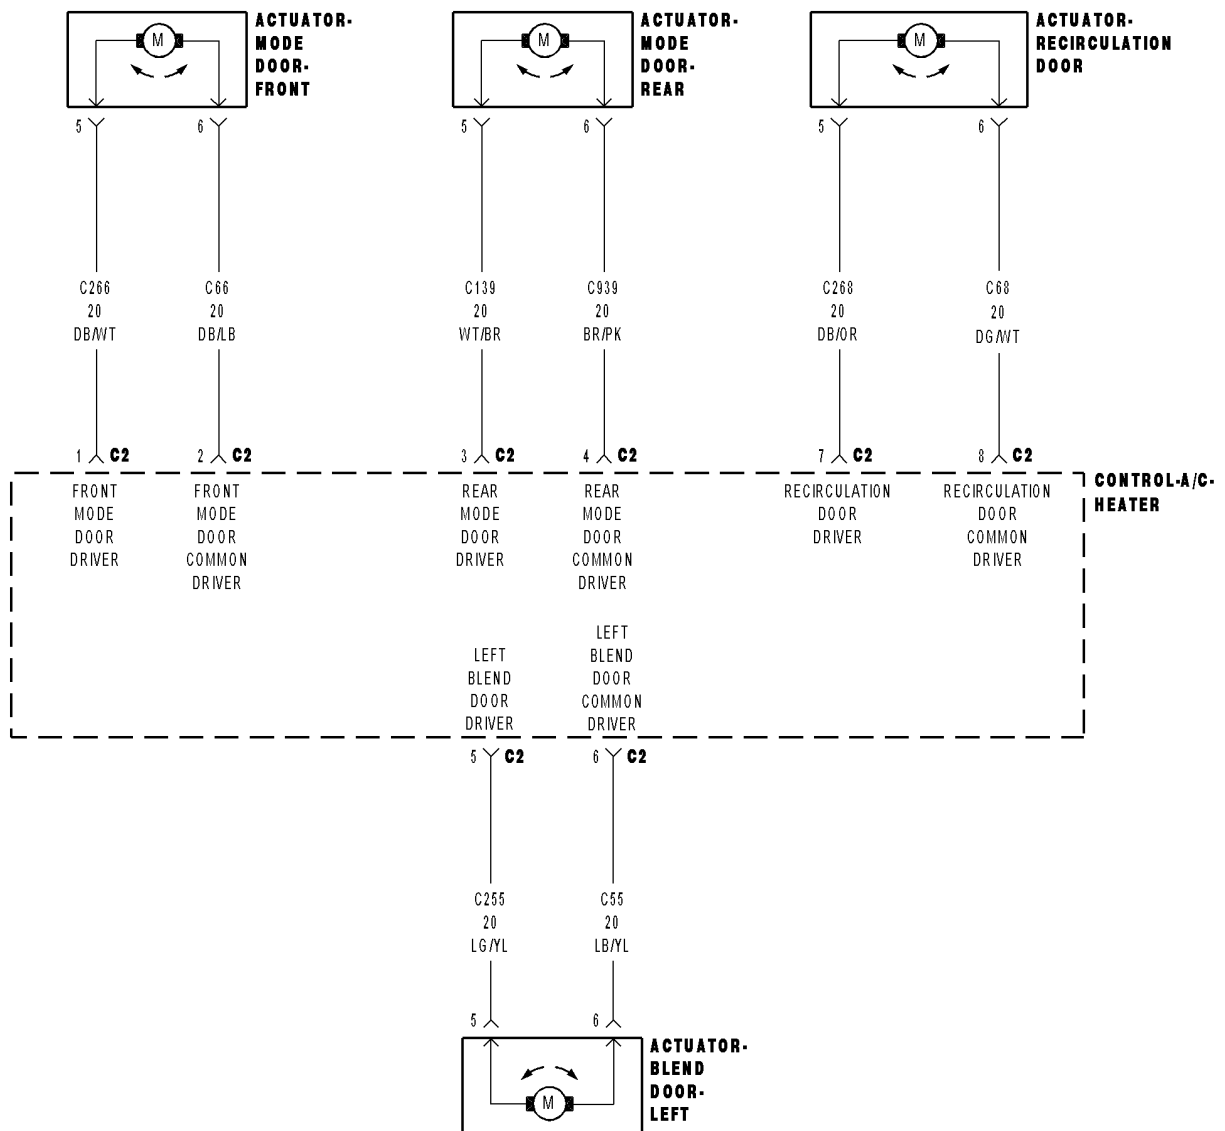 ACTUATOR-
MODE
DOOR-
FRONT
M
5
6
ACTUATOR-
MODE
DOOR-
REAR
M
5
6
ACTUATOR-
RECIRCULATION
DOOR
M
5
6
C266
20
DB/WT
C66
20
DB/LB
C139
20
WT/BR
C939
20
BR/PK
C268
20
DB/OR
C68
20
DG/WT
1 C2
2 C2
3 C2
4 C2
7 C2
8 C2
CONTROL-A/C-
HEATER
FRONT
MODE
DOOR
DRIVER
FRONT
MODE
DOOR
COMMON
DRIVER
REAR
MODE
DOOR
DRIVER
REAR
MODE
DOOR
COMMON
DRIVER
RECIRCULATION
DOOR
DRIVER
RECIRCULATION
DOOR
COMMON
DRIVER
LEFT
BLEND
DOOR
DRIVER
LEFT
BLEND
DOOR
COMMON
DRIVER
5 C2
6 C2
C255
20
LG/YL
C55
20
LB/YL
5
6
M
ACTUATOR-
BLEND
DOOR-
LEFT